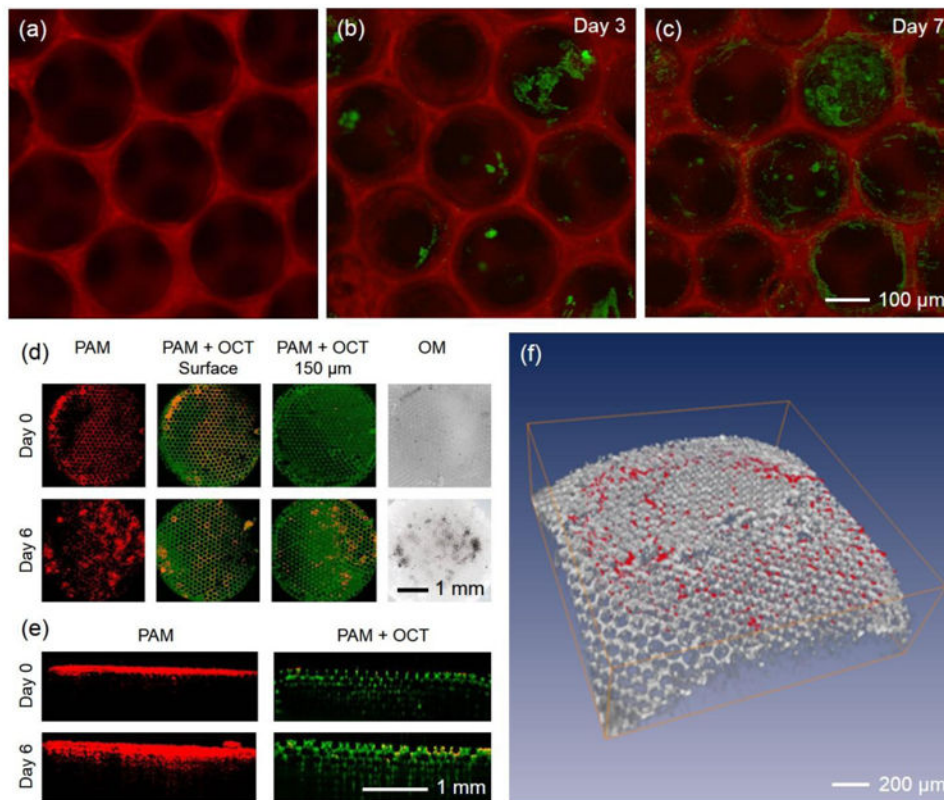 (a)
(b)
Day 3
(c)
Day 7
100 µm
(d)
PAM
PAM + OCT
Surface
PAM + OCT
150 µm
OM
Day 0
Day 6
1 mm
(e)
PAM
PAM + OCT
Day 0
Day 6
1 mm
(f)
200 µm